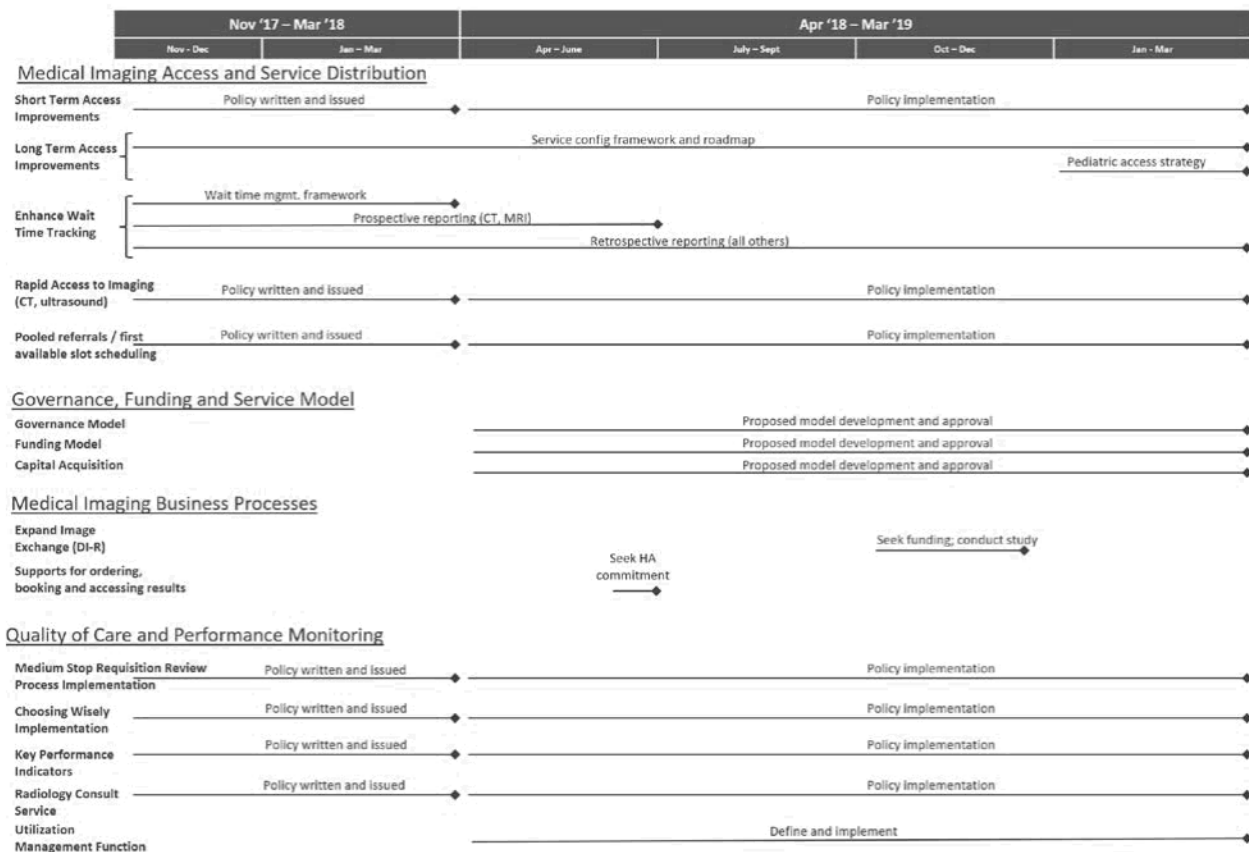 Nov ‘17 – Mar ’18
Apr ‘18 – Mar ’19
Nov - Dec
Jan – Mar
Apr – June
July – Sept
Oct – Dec
Jan - Mar
Medical Imaging Access and Service Distribution
Short Term Access
Improvements
Policy written and issued
Policy implementation
Long Term Access
Improvements
Service config framework and roadmap
Pediatric access strategy
Enhance Wait
Time Tracking
Wait time mgmt. framework
Prospective reporting (CT, MRI)
Retrospective reporting (all others)
Rapid Access to Imaging
(CT, ultrasound)
Policy written and issued
Policy implementation
Pooled referrals / first
available slot scheduling
Policy written and issued
Policy implementation
Governance, Funding and Service Model
Governance Model
Proposed model development and approval
Funding Model
Proposed model development and approval
Capital Acquisition
Proposed model development and approval
Medical Imaging Business Processes
Expand Image
Exchange (DI-R)
Seek funding; conduct study
Supports for ordering,
booking and accessing results
Seek HA
commitment
Quality of Care and Performance Monitoring
Medium Stop Requisition Review
Process Implementation
Policy written and issued
Policy implementation
Choosing Wisely
Implementation
Policy written and issued
Policy implementation
Key Performance
Indicators
Policy written and issued
Policy implementation
Radiology Consult
Service
Policy written and issued
Policy implementation
Utilization
Management Function
Define and implement